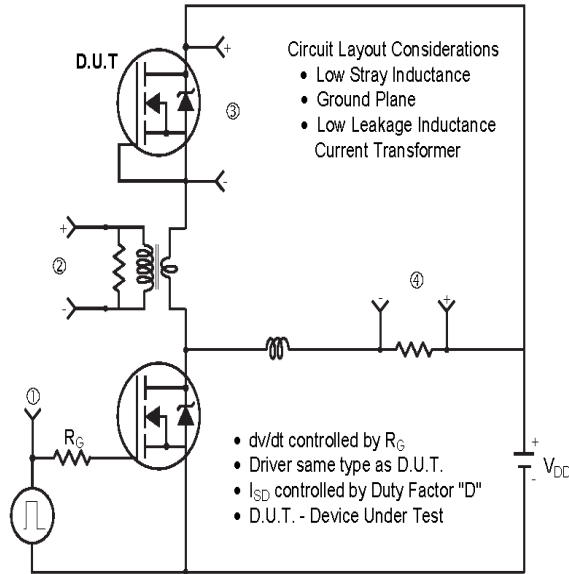 D.U.T
+
Circuit Layout Considerations
• Low Stray Inductance
• Ground Plane
• Low Leakage Inductance
Current Transformer
③
-
+
②
-
④
-
+
①
RG
• dv/dt controlled by RG
• Driver same type as D.U.T.
• ISD controlled by Duty Factor "D"
• D.U.T. - Device Under Test
+
VDD
-